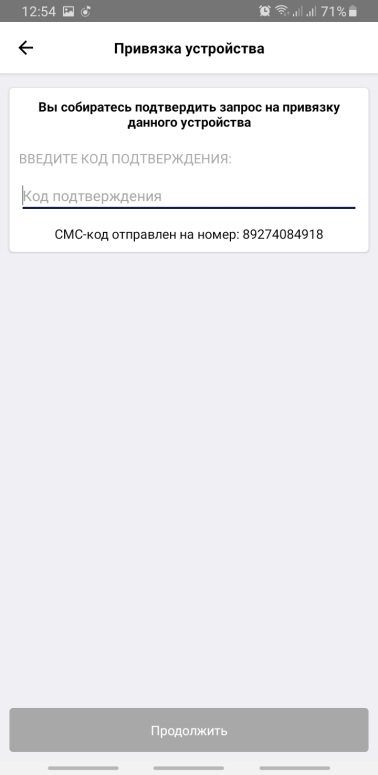 12:54 71%
Привязка устройства
Вы собиратесь подтвердить запрос на привязку
данного устройства
ВВЕДИТЕ КОД ПОДТВЕРЖДЕНИЯ:
Код подтверждения
СМС-код отправлен на номер: 89274084918
Продолжить